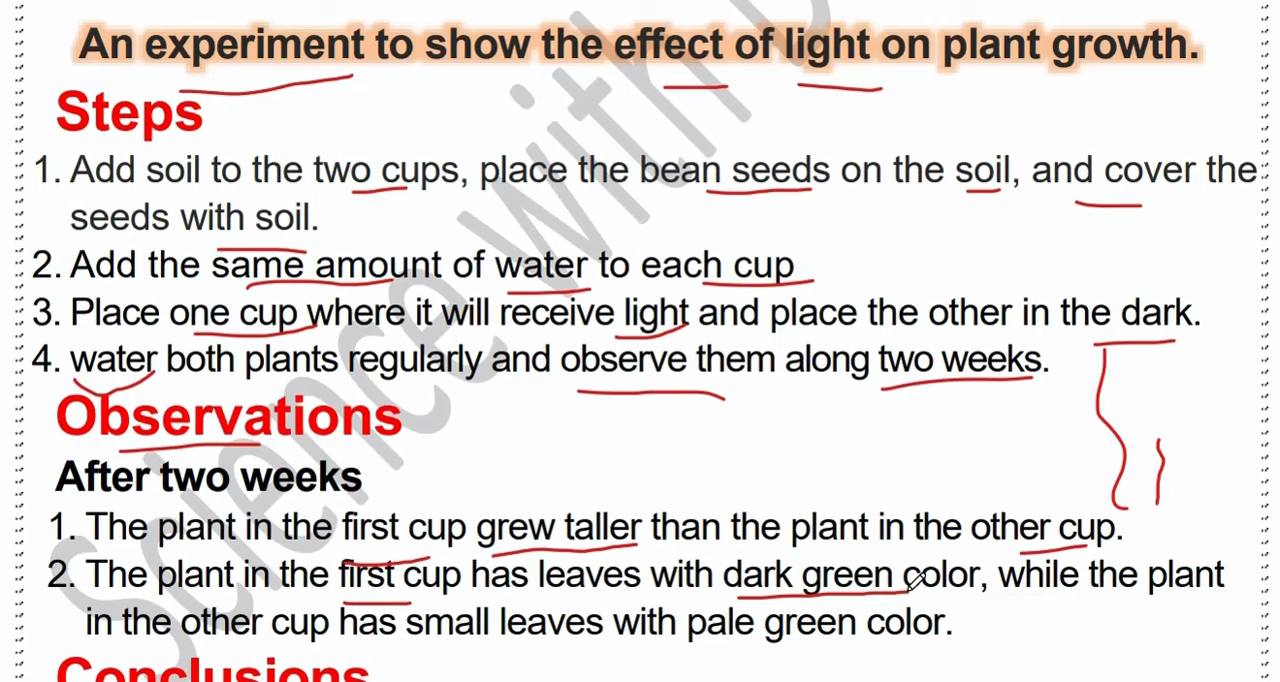 An experiment to show the effect of light on plant growth.
Steps
1. Add soil to the two cups, place the bean seeds on the soil, and cover the
seeds with soil.
2. Add the same amount of water to each cup
3. Place one cup where it will receive light and place the other in the dark.
4. water both plants regularly and observe them along two weeks.
Observations
After two weeks
1. The plant in the first cup grew taller than the plant in the other cup.
2. The plant in the first cup has leaves with dark green color, while the plant
in the other cup has small leaves with pale green color.
Conclusions
Science with